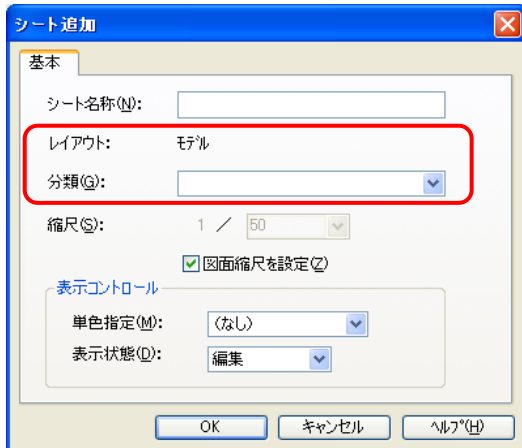 シート追加
基本
シート名称(N):
レイアウト: モデル
分類(G):
縮尺(S): 1 / 50
図面縮尺を設定(Z)
表示コントロール
単色指定(M): (なし)
表示状態(D): 編集
OK キャンセル ヘルプ(H)